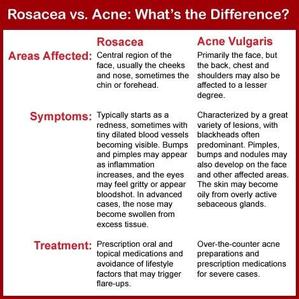 Rosacea vs. Acne: What's the Difference?
Rosacea
Acne Vulgaris
Areas Affected:
Central region of the
face, usually the cheeks
and nose, sometimes the
chin or forehead.
Primarily the face, but
the back, chest and
shoulders may also be
affected to a lesser
degree.
Symptoms:
Typically starts as a
redness, sometimes with
tiny dilated blood vessels
becoming visible. Bumps
and pimples may appear
as inflammation
increases, and the eyes
may feel gritty or appear
bloodshot. In advanced
cases, the nose may
become swollen from
excess tissue.
Characterized by a great
variety of lesions, with
blackheads often
predominant. Pimples,
bumps and nodules may
also develop on the face
and other affected areas.
The skin may become
oily from overly active
sebaceous glands.
Treatment:
Prescription oral and
topical medications and
avoidance of lifestyle
factors that may trigger
flare-ups.
Over-the-counter acne
preparations and
prescription medications
for severe cases.